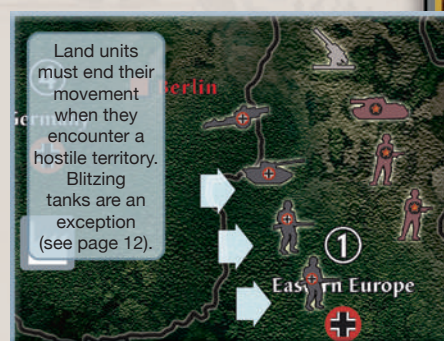 Land units
must end their
movement
when they
encounter a
hostile territory.
Blitzing
tanks are an
exception
(see page 12).
Berlin
1
Eastern Europe